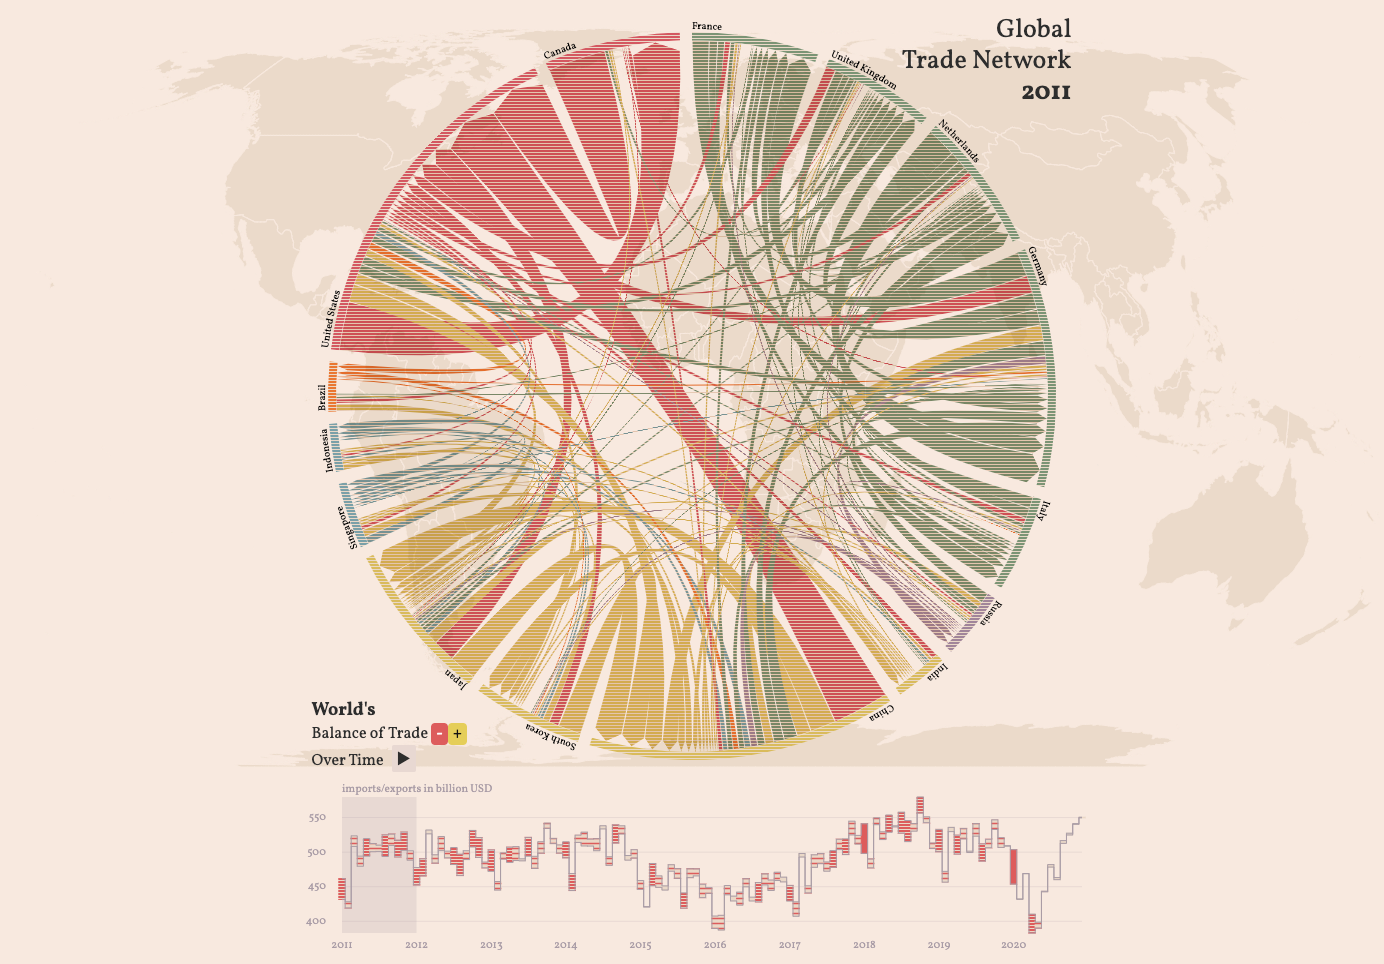 Global
Trade Network
2011
France
United Kingdom
Netherlands
Germany
Italy
Russia
India
China
South Korea
Japan
Singapore
Indonesia
Brazil
United States
Canada
World's
Balance of Trade - +
Over Time
imports/exports in billion USD
550
500
450
400
2011 2012 2013 2014 2015 2016 2017 2018 2019 2020